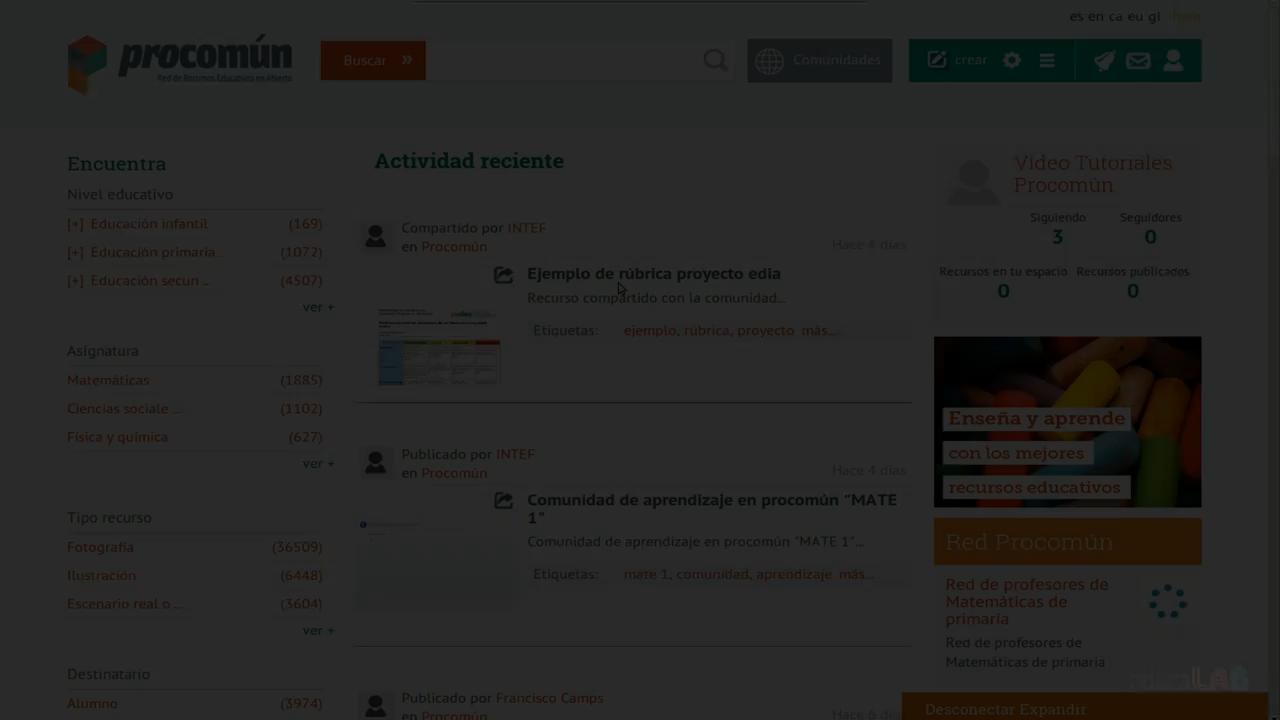 es en ca eu gl
procomún
Red de Recursos Educativos en Abierto
Buscar »
Comunidades
crear
Encuentra
Nivel educativo
[+] Educación infantil (169)
[+] Educación primaria (1072)
[+] Educación secun ... (4507)
ver +
Asignatura
Matemáticas (1885)
Ciencias sociale ... (1102)
Física y química (627)
ver +
Tipo recurso
Fotografía (36509)
Ilustración (6448)
Escenario real o ... (3604)
ver +
Destinatario
Alumno (3974)
Actividad reciente
Compartido por INTEF
en Procomún
Hace 4 días
Ejemplo de rúbrica proyecto edia
Recurso compartido con la comunidad...
Etiquetas: ejemplo, rúbrica, proyecto más...
Publicado por INTEF
en Procomún
Hace 4 días
Comunidad de aprendizaje en procomún "MATE
1"
Comunidad de aprendizaje en procomún "MATE 1"...
Etiquetas: mate 1, comunidad, aprendizaje más...
Publicado por Francisco Camps
en Procomún
Hace 6 días
Video Tutoriales
Procomún
Siguiendo Seguidores
3 0
Recursos en tu espacio Recursos publicados
0 0
Enseña y aprende
con los mejores
recursos educativos
Red Procomún
Red de profesores de
Matemáticas de
primaria
Red de profesores de
Matemáticas de primaria
educaLAB
Desconectar Expandir